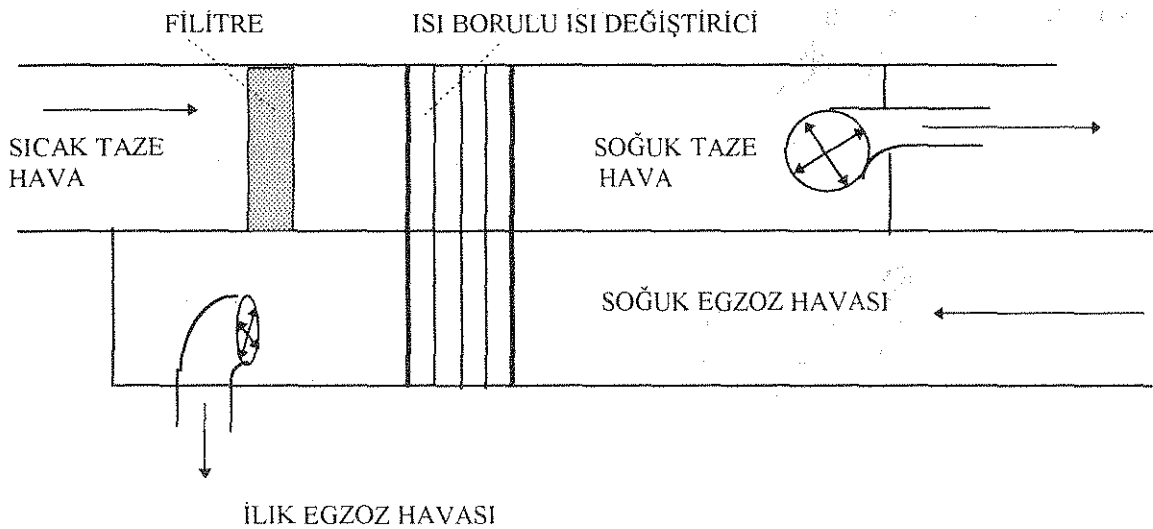 FİLİTRE
ISI BORULU ISI DEĞİŞTİRİCİ
SICAK TAZE
HAVA
SOĞUK TAZE
HAVA
SOĞUK EGZOZ HAVASI
İLIK EGZOZ HAVASI